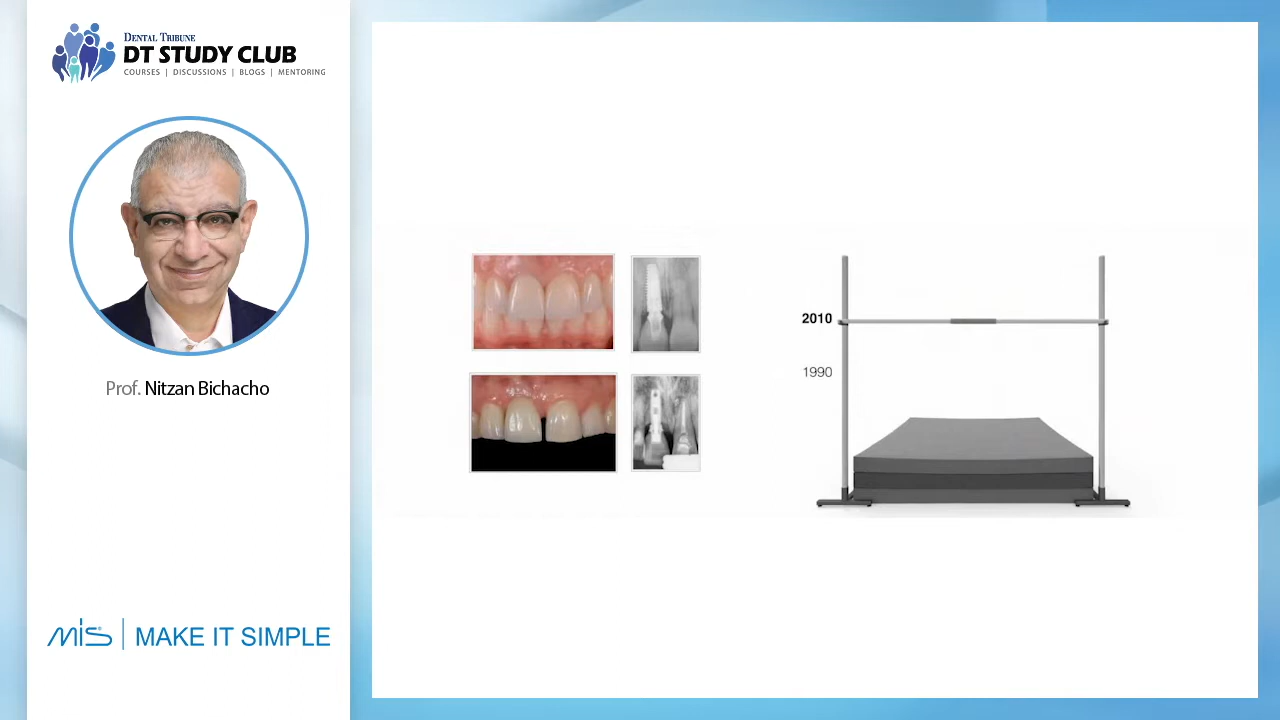 DENTAL TRIBUNE
DT STUDY CLUB
COURSES | DISCUSSIONS | BLOGS | MENTORING
Prof. Nitzan Bichacho
mis® | MAKE IT SIMPLE
2010
1990